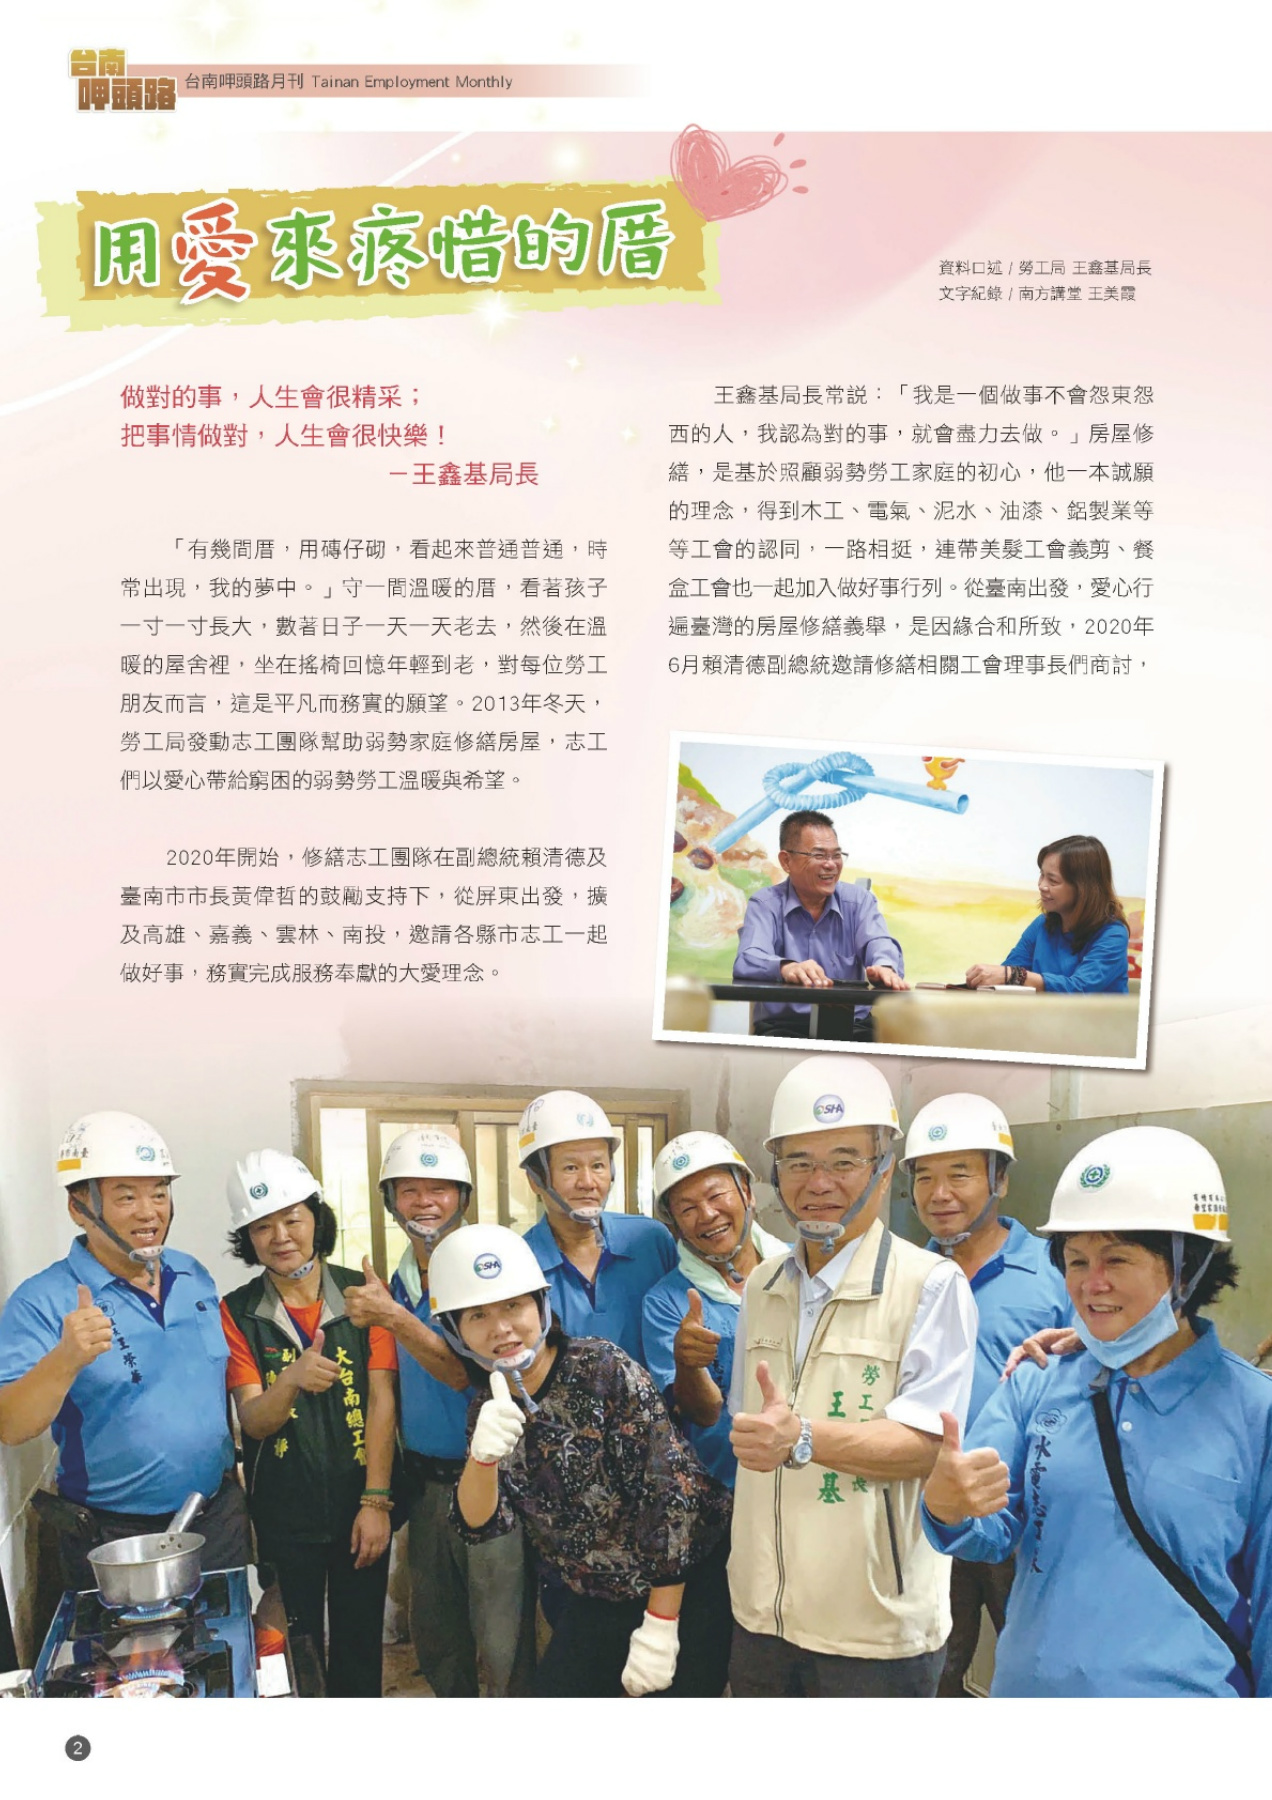 台南
呷頭路
台南呷頭路月刊 Tainan Employment Monthly
用愛來疼惜的厝
資料口述 / 勞工局 王鑫基局長
文字紀錄 / 南方講堂 王美霞
做對的事，人生會很精采；
把事情做對，人生會很快樂！
－王鑫基局長
「有幾間厝，用磚仔砌，看起來普通普通，時
常出現，我的夢中。」守一間溫暖的厝，看著孩子
一寸一寸長大，數著日子一天一天老去，然後在溫
暖的屋舍裡，坐在搖椅回憶年輕到老，對每位勞工
朋友而言，這是平凡而務實的願望。2013年冬天，
勞工局發動志工團隊幫助弱勢家庭修繕房屋，志工
們以愛心帶給窮困的弱勢勞工溫暖與希望。
2020年開始，修繕志工團隊在副總統賴清德及
臺南市市長黃偉哲的鼓勵支持下，從屏東出發，擴
及高雄、嘉義、雲林、南投，邀請各縣市志工一起
做好事，務實完成服務奉獻的大愛理念。
王鑫基局長常說：「我是一個做事不會怨東怨
西的人，我認為對的事，就會盡力去做。」房屋修
繕，是基於照顧弱勢勞工家庭的初心，他一本誠願
的理念，得到木工、電氣、泥水、油漆、鋁製業等
等工會的認同，一路相挺，連帶美髮工會義剪、餐
盒工會也一起加入做好事行列。從臺南出發，愛心行
遍臺灣的房屋修繕義舉，是因緣合和所致，2020年
6月賴清德副總統邀請修繕相關工會理事長們商討，
OSHA
OSHA
王榮華
大台南總工會
副
勞工
長
王
基
水電志工
2